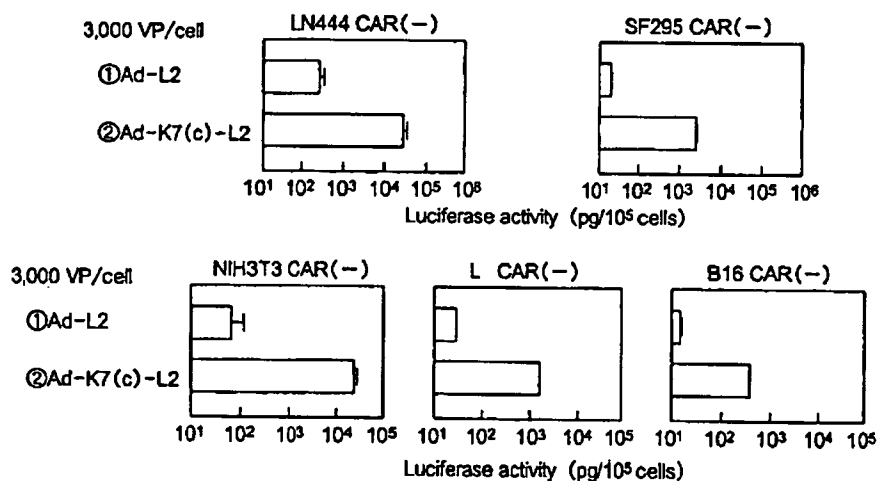 3,000 VP/cell
LN444 CAR(−)
SF295 CAR(−)
①Ad-L2
②Ad-K7(c)-L2
10¹ 10² 10³ 10⁴ 10⁵ 10⁶
10¹ 10² 10³ 10⁴ 10⁵ 10⁶
Luciferase activity (pg/10⁵ cells)
3,000 VP/cell
NIH3T3 CAR(−)
L CAR(−)
B16 CAR(−)
①Ad-L2
②Ad-K7(c)-L2
10¹ 10² 10³ 10⁴ 10⁵
10¹ 10² 10³ 10⁴ 10⁵
10¹ 10² 10³ 10⁴ 10⁵
Luciferase activity (pg/10⁵ cells)